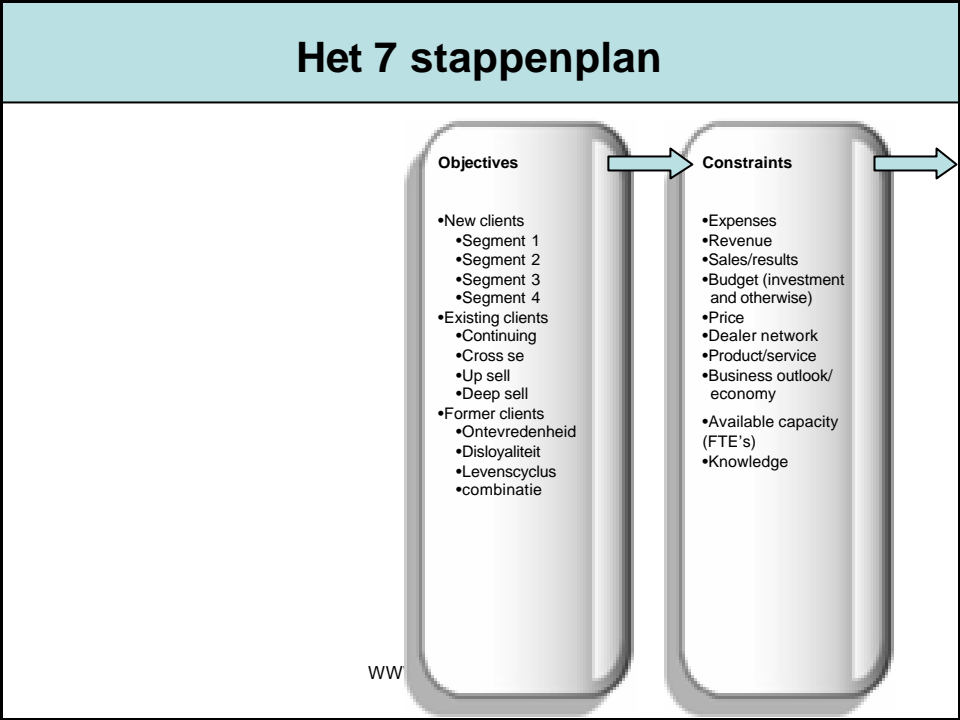 Het 7 stappenplan
Objectives
•New clients
•Segment 1
•Segment 2
•Segment 3
•Segment 4
•Existing clients
•Continuing
•Cross se
•Up sell
•Deep sell
•Former clients
•Ontevredenheid
•Disloyaliteit
•Levenscyclus
•combinatie
Constraints
•Expenses
•Revenue
•Sales/results
•Budget (investment
and otherwise)
•Price
•Dealer network
•Product/service
•Business outlook/
economy
•Available capacity
(FTE's)
•Knowledge